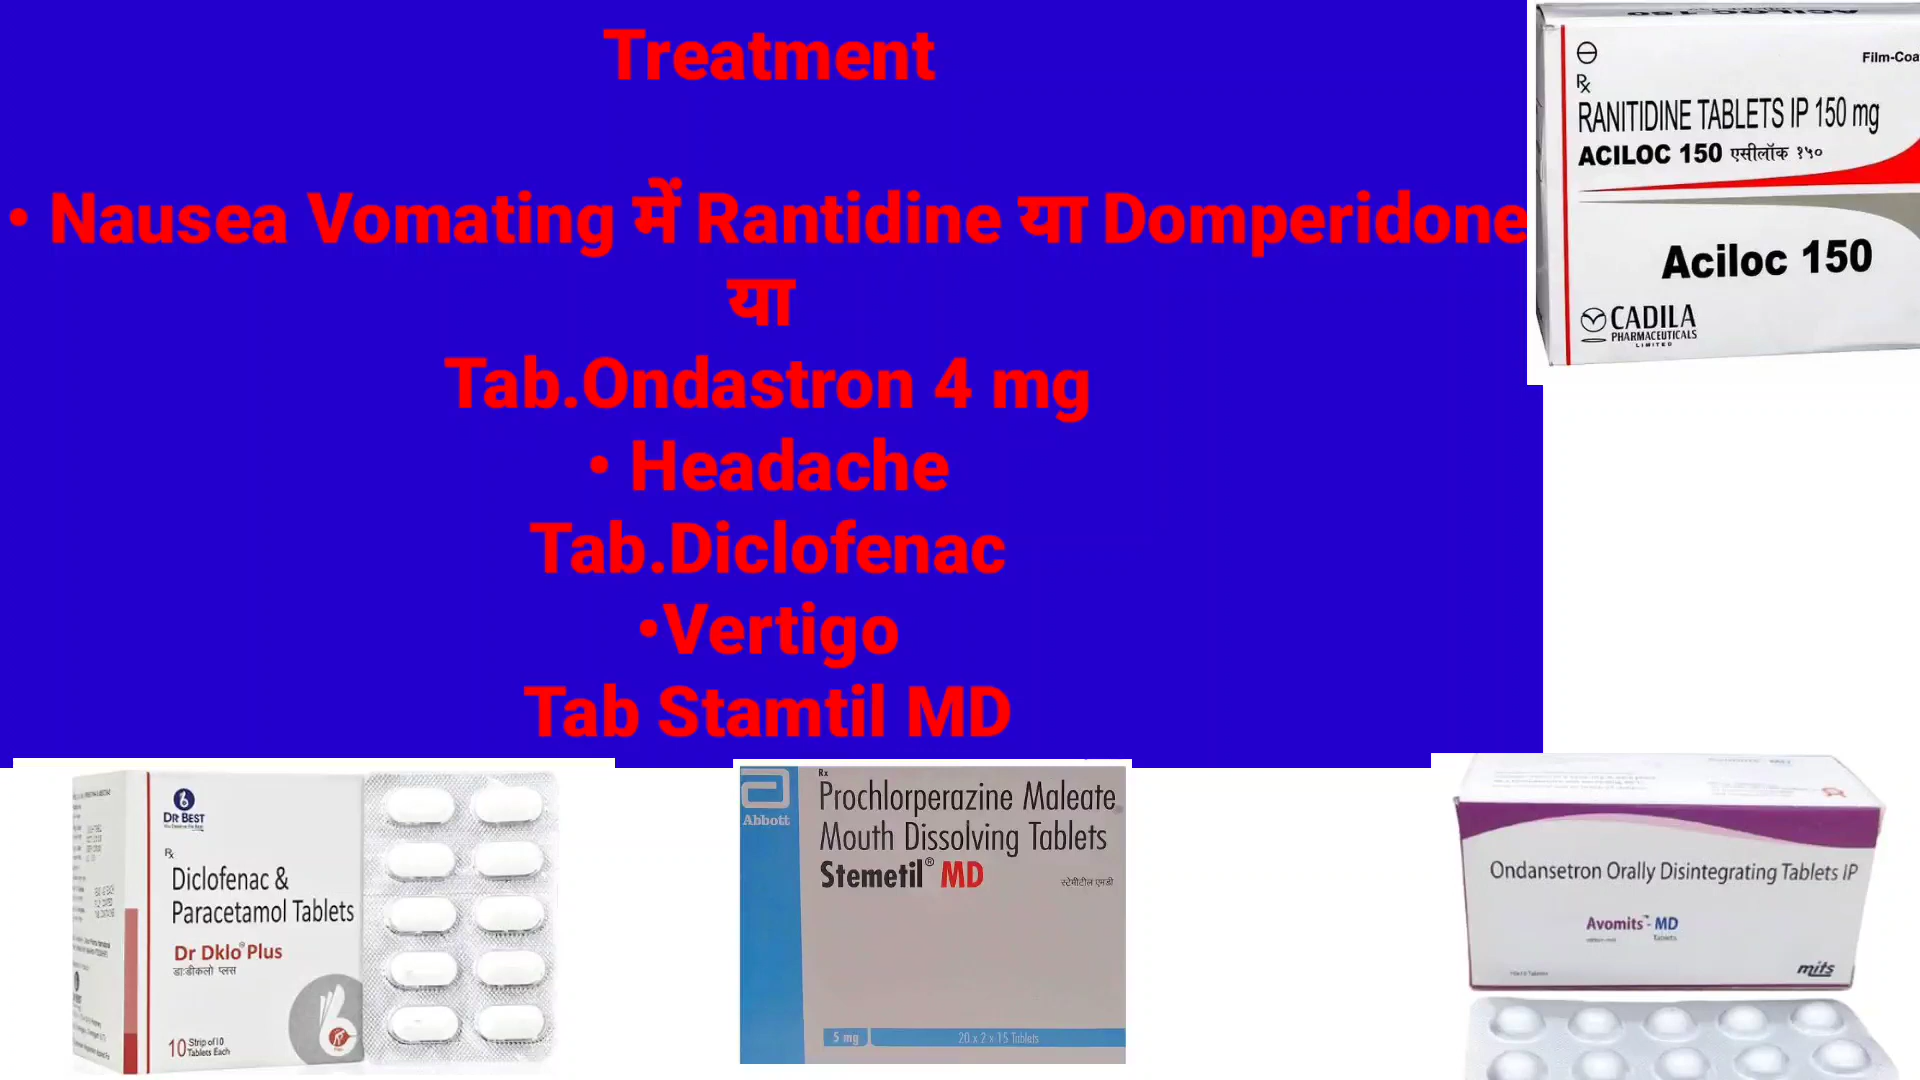 Treatment
• Nausea Vomating में Rantidine या Domperidone
या
Tab.Ondastron 4 mg
• Headache
Tab.Diclofenac
•Vertigo
Tab Stamtil MD
Film-Coa
Rx
RANITIDINE TABLETS IP 150 mg
ACILOC 150 एसीलॉक १५०
Aciloc 150
CADILA
PHARMACEUTICALS
LIMITED
DR BEST
Rx
Diclofenac &
Paracetamol Tablets
Dr Dklo® Plus
डा:डीकलो प्लस
10 Strip of 10
Tablets Each
Rx
Prochlorperazine Maleate
Mouth Dissolving Tablets
Stemetil® MD
स्टेमीटील एमडी
Abbott
5 mg
20 x 2 x 15 Tablets
Ondansetron Orally Disintegrating Tablets IP
Avomits™- MD
Tablets
mits